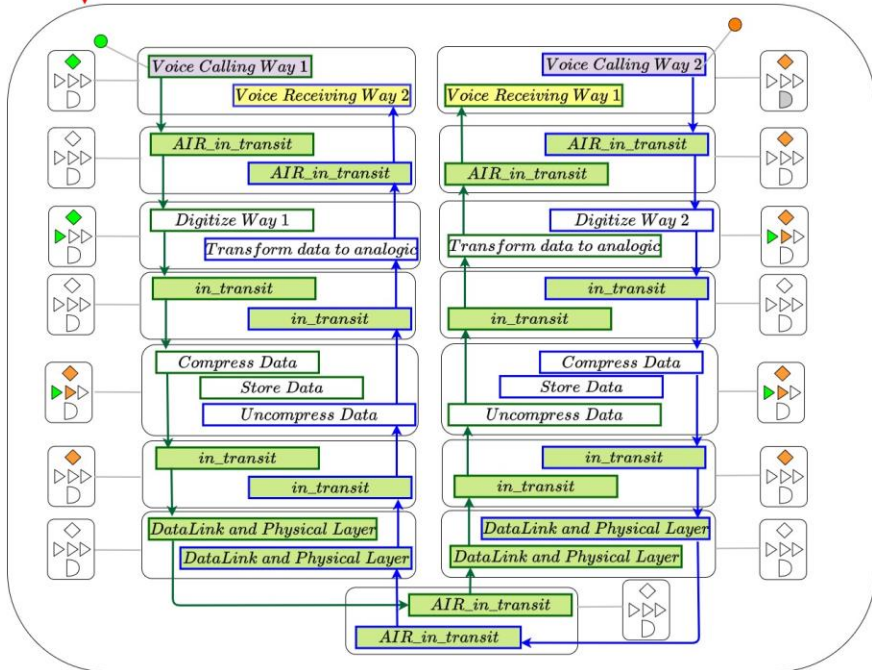 Voice Calling Way 1
Voice Receiving Way 2
AIR_in_transit
AIR_in_transit
Digitize Way 1
Transform data to analogic
in_transit
in_transit
Compress Data
Store Data
Uncompress Data
in_transit
in_transit
DataLink and Physical Layer
DataLink and Physical Layer
Voice Calling Way 2
Voice Receiving Way 1
AIR_in_transit
AIR_in_transit
Digitize Way 2
Transform data to analogic
in_transit
in_transit
Compress Data
Store Data
Uncompress Data
in_transit
in_transit
DataLink and Physical Layer
DataLink and Physical Layer
AIR_in_transit
AIR_in_transit